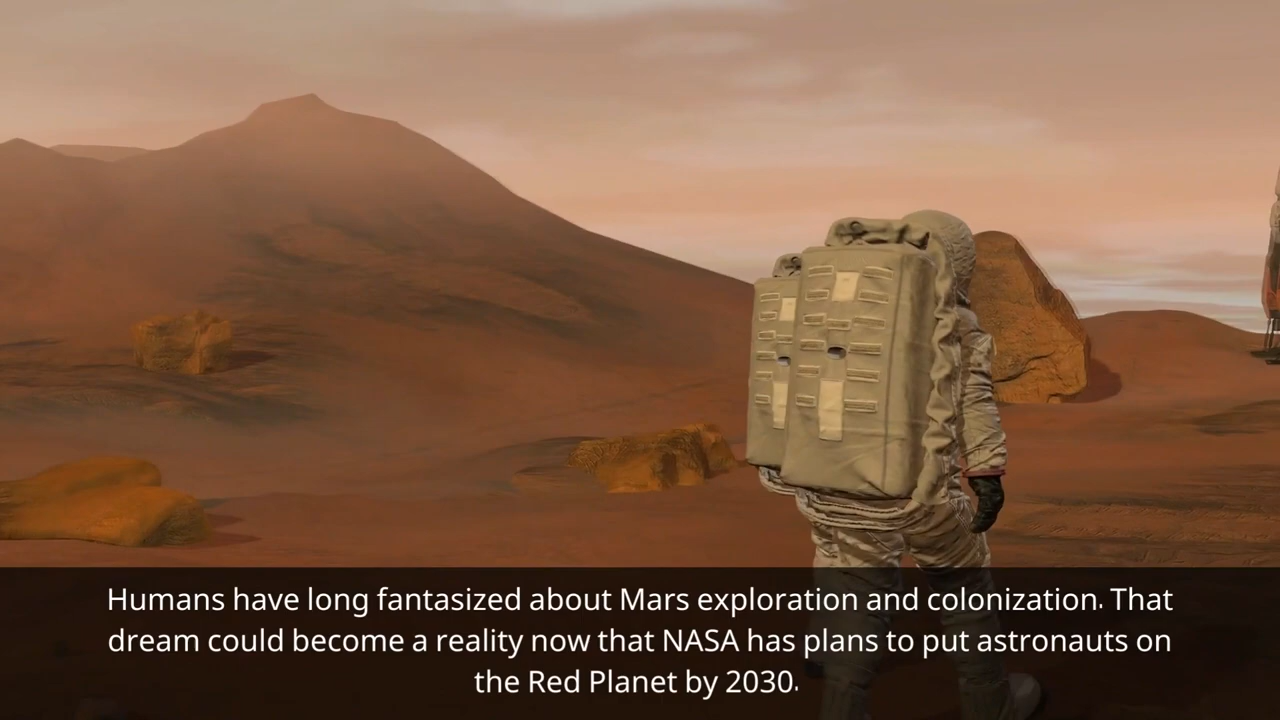 Humans have long fantasized about Mars exploration and colonization. That
dream could become a reality now that NASA has plans to put astronauts on
the Red Planet by 2030.